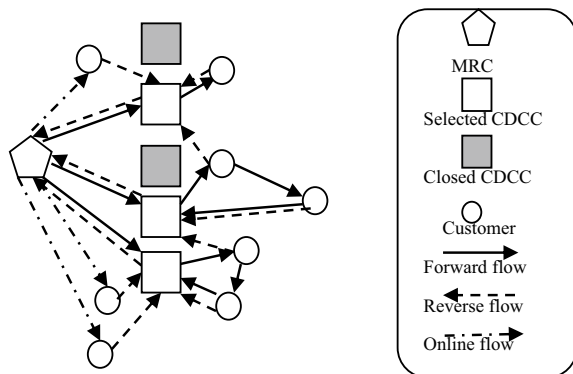 MRC
Selected CDCC
Closed CDCC
Customer
Forward flow
Reverse flow
Online flow